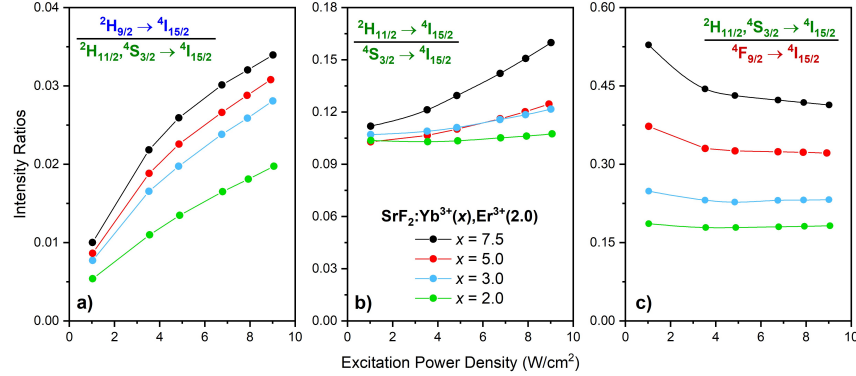 Intensity Ratios
0.04
0.03
0.02
0.01
0.00
²H₉/₂ → ⁴I₁₅/₂
²H₁₁/₂,⁴S₃/₂ → ⁴I₁₅/₂
a)
0 2 4 6 8 10
0.18
0.15
0.12
0.09
0.06
0.03
0.00
²H₁₁/₂ → ⁴I₁₅/₂
⁴S₃/₂ → ⁴I₁₅/₂
SrF₂:Yb³⁺(x),Er³⁺(2.0)
x = 7.5
x = 5.0
x = 3.0
x = 2.0
b)
0 2 4 6 8 10
0.60
0.45
0.30
0.15
0.00
²H₁₁/₂,⁴S₃/₂ → ⁴I₁₅/₂
⁴F₉/₂ → ⁴I₁₅/₂
c)
0 2 4 6 8 10
Excitation Power Density (W/cm²)